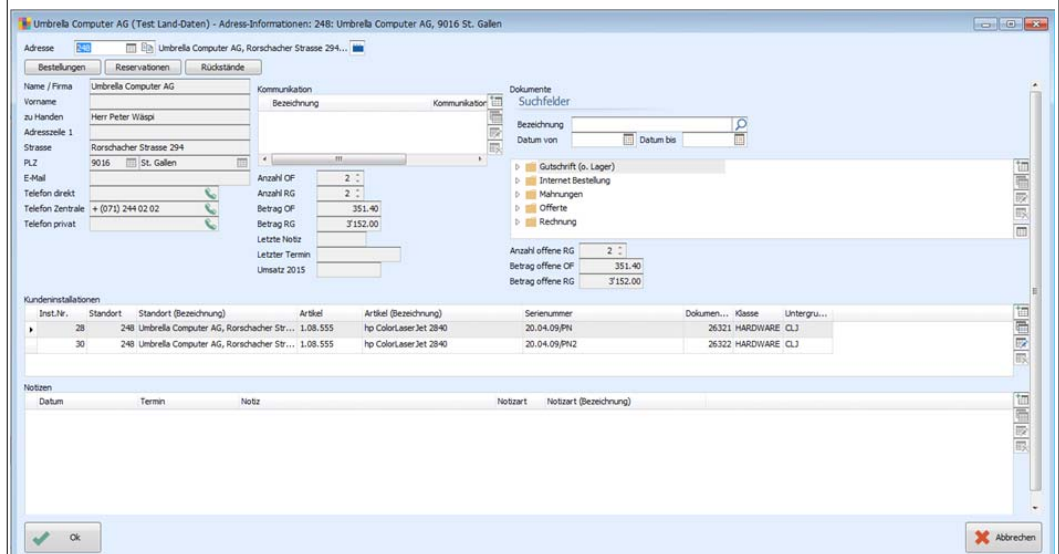 Umbrella Computer AG (Test Land-Daten) - Adress-Informationen: 248: Umbrella Computer AG, 9016 St. Gallen
Adresse 248 Umbrella Computer AG, Rorschacher Strasse 294...
Bestellungen Reservationen Rückstände
Name / Firma Umbrella Computer AG
Vorname
zu Handen Herr Peter Wäspi
Adresszeile 1
Strasse Rorschacher Strasse 294
PLZ 9016 St. Gallen
E-Mail
Telefon direkt
Telefon Zentrale + (071) 244 02 02
Telefon privat
Kommunikation
Bezeichnung Kommunikation
Anzahl OF 2
Anzahl RG 2
Betrag OF 351.40
Betrag RG 3'152.00
Letzte Notiz
Letzter Termin
Umsatz 2015
Dokumente
Suchfelder
Bezeichnung
Datum von Datum bis
Gutschrift (o. Lager)
Internet Bestellung
Mahnungen
Offerte
Rechnung
Anzahl offene RG 2
Betrag offene OF 351.40
Betrag offene RG 3'152.00
Kundeninstallationen
Inst.Nr. Standort Standort (Bezeichnung) Artikel Artikel (Bezeichnung) Serienummer Dokumen... Klasse Untergru...
28 248 Umbrella Computer AG, Rorschacher Str... 1.08.555 hp ColorLaserJet 2840 20.04.09/PN 26321 HARDWARE CLJ
30 248 Umbrella Computer AG, Rorschacher Str... 1.08.555 hp ColorLaserJet 2840 20.04.09/PN2 26322 HARDWARE CLJ
Notizen
Datum Termin Notiz Notizart Notizart (Bezeichnung)
Ok Abbrechen